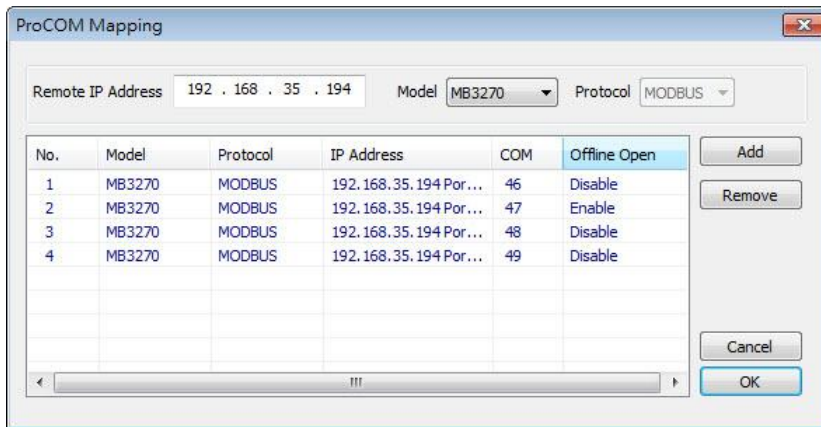 ProCOM Mapping
Remote IP Address 192 . 168 . 35 . 194 Model MB3270 Protocol MODBUS
No. Model Protocol IP Address COM Offline Open Add
1 MB3270 MODBUS 192.168.35.194 Por... 46 Disable
Remove
2 MB3270 MODBUS 192.168.35.194 Por... 47 Enable
3 MB3270 MODBUS 192.168.35.194 Por... 48 Disable
4 MB3270 MODBUS 192.168.35.194 Por... 49 Disable
Cancel
OK